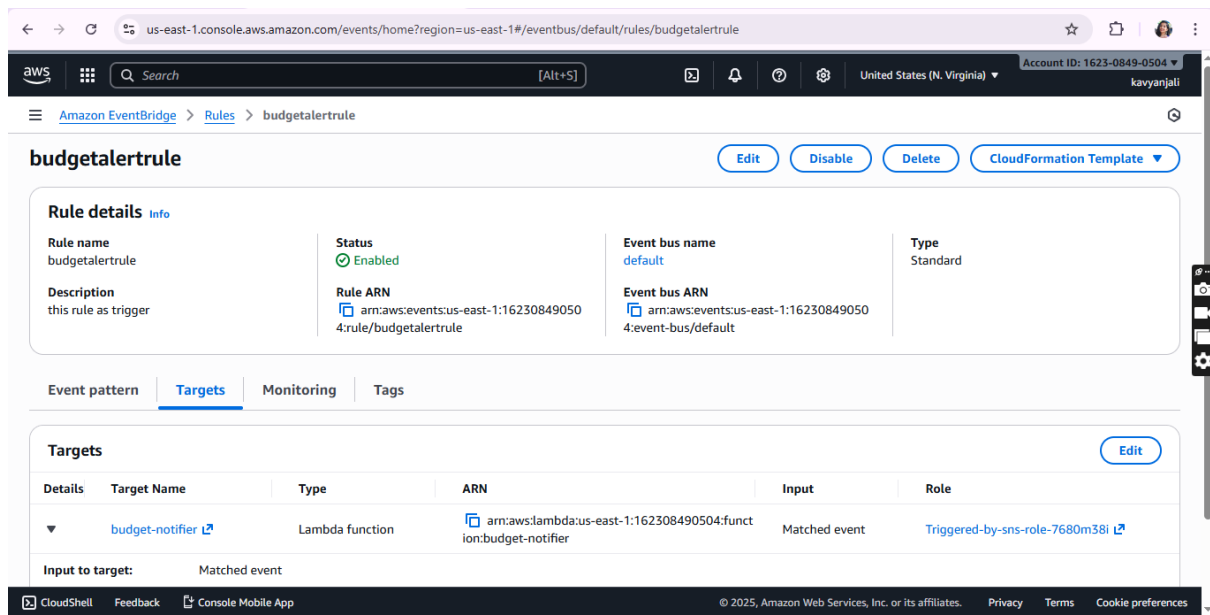 us-east-1.console.aws.amazon.com/events/home?region=us-east-1#/eventbus/default/rules/budgetalertrule
aws
Search [Alt+S]
United States (N. Virginia) ▼
Account ID: 1623-0849-0504 ▼
kavyanjali
Amazon EventBridge > Rules > budgetalertrule
budgetalertrule
Edit Disable Delete CloudFormation Template ▼
Rule details Info
Rule name Status Event bus name Type
budgetalertrule Enabled default Standard
Description Rule ARN Event bus ARN
this rule as trigger arn:aws:events:us-east-1:16230849050 arn:aws:events:us-east-1:16230849050
4:rule/budgetalertrule 4:event-bus/default
Event pattern Targets Monitoring Tags
Targets Edit
Details Target Name Type ARN Input Role
▼ budget-notifier Lambda function arn:aws:lambda:us-east-1:162308490504:funct Matched event Triggered-by-sns-role-7680m38i
ion:budget-notifier
Input to target: Matched event
CloudShell Feedback Console Mobile App © 2025, Amazon Web Services, Inc. or its affiliates. Privacy Terms Cookie preferences